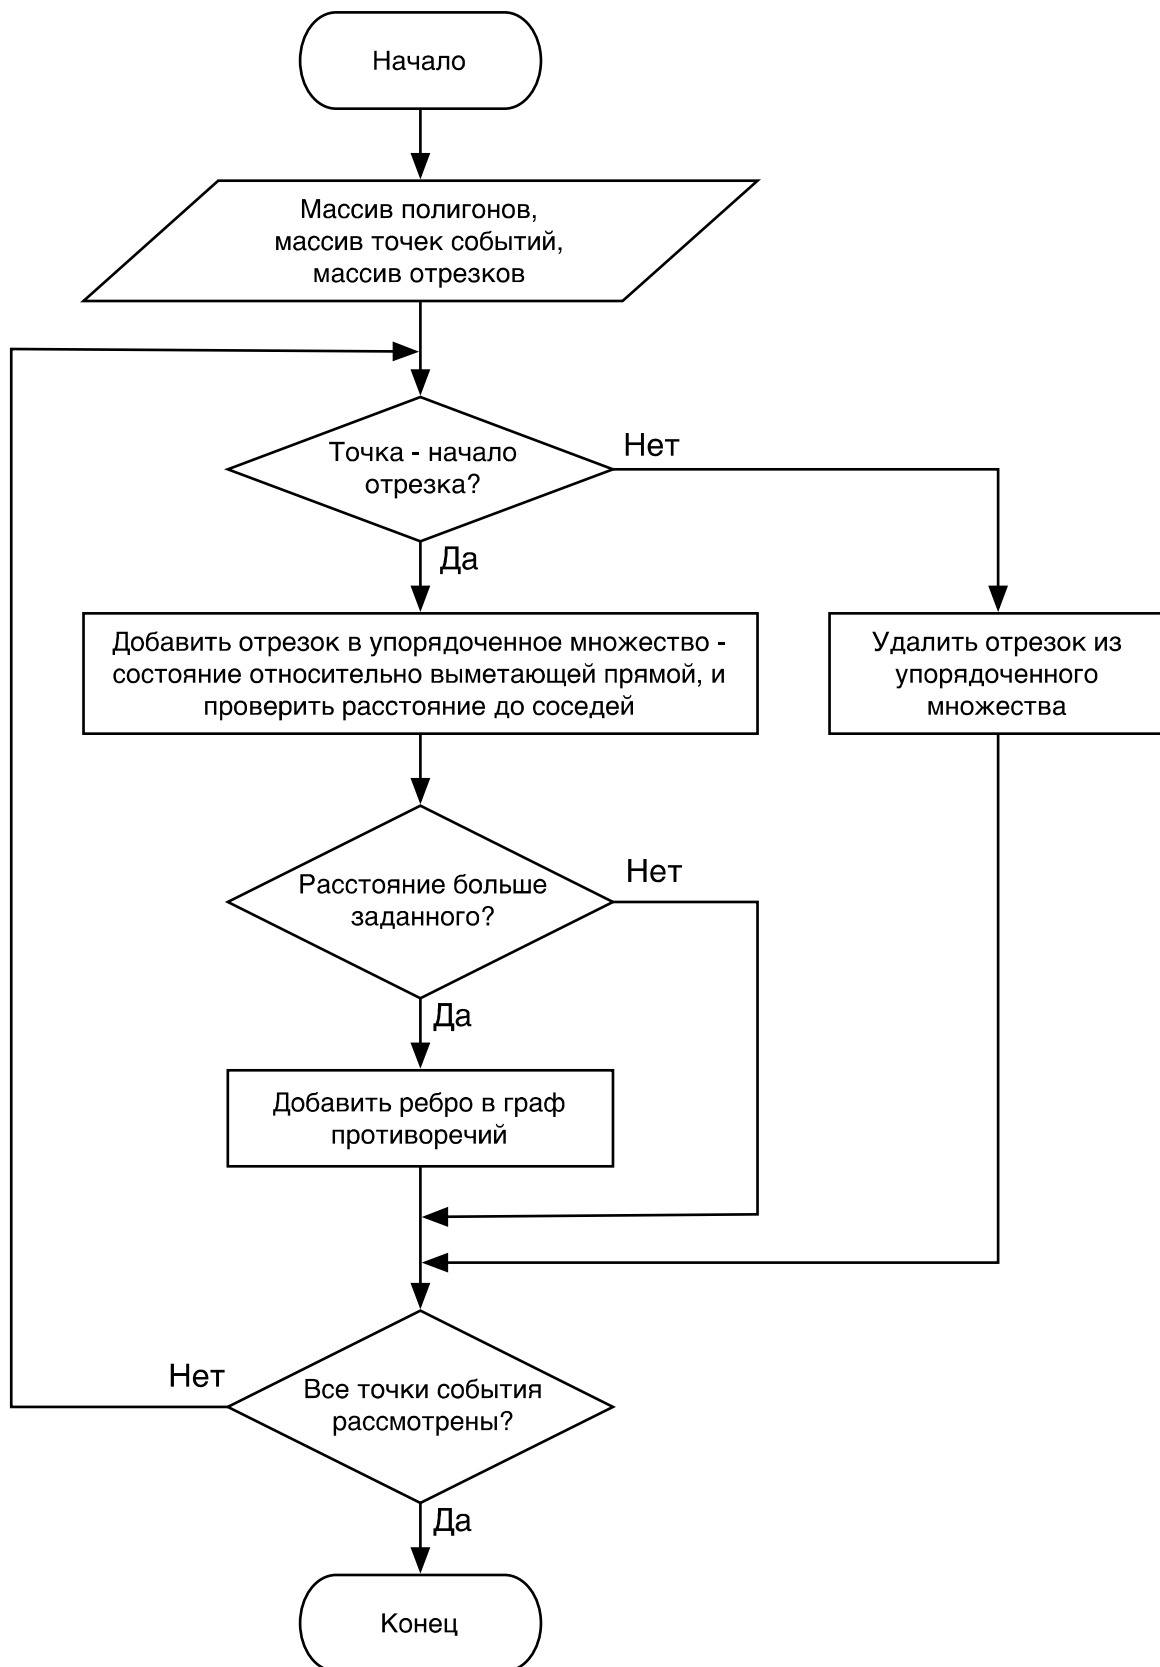 Начало
Массив полигонов,
массив точек событий,
массив отрезков
Точка - начало
отрезка?
Нет
Да
Добавить отрезок в упорядоченное множество -
состояние относительно выметающей прямой, и
проверить расстояние до соседей
Удалить отрезок из
упорядоченного
множества
Расстояние больше
заданного?
Нет
Да
Добавить ребро в граф
противоречий
Все точки события
рассмотрены?
Нет
Да
Конец